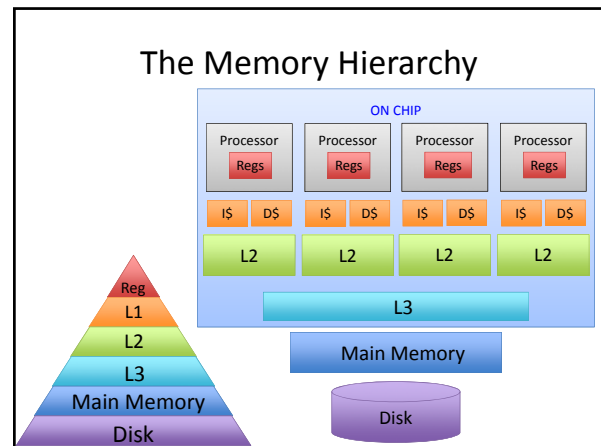 The Memory Hierarchy
ON CHIP
Processor Processor Processor Processor
Regs Regs Regs Regs
I$ D$ I$ D$ I$ D$ I$ D$
L2 L2 L2 L2
L3
Main Memory
Disk
Reg
L1
L2
L3
Main Memory
Disk